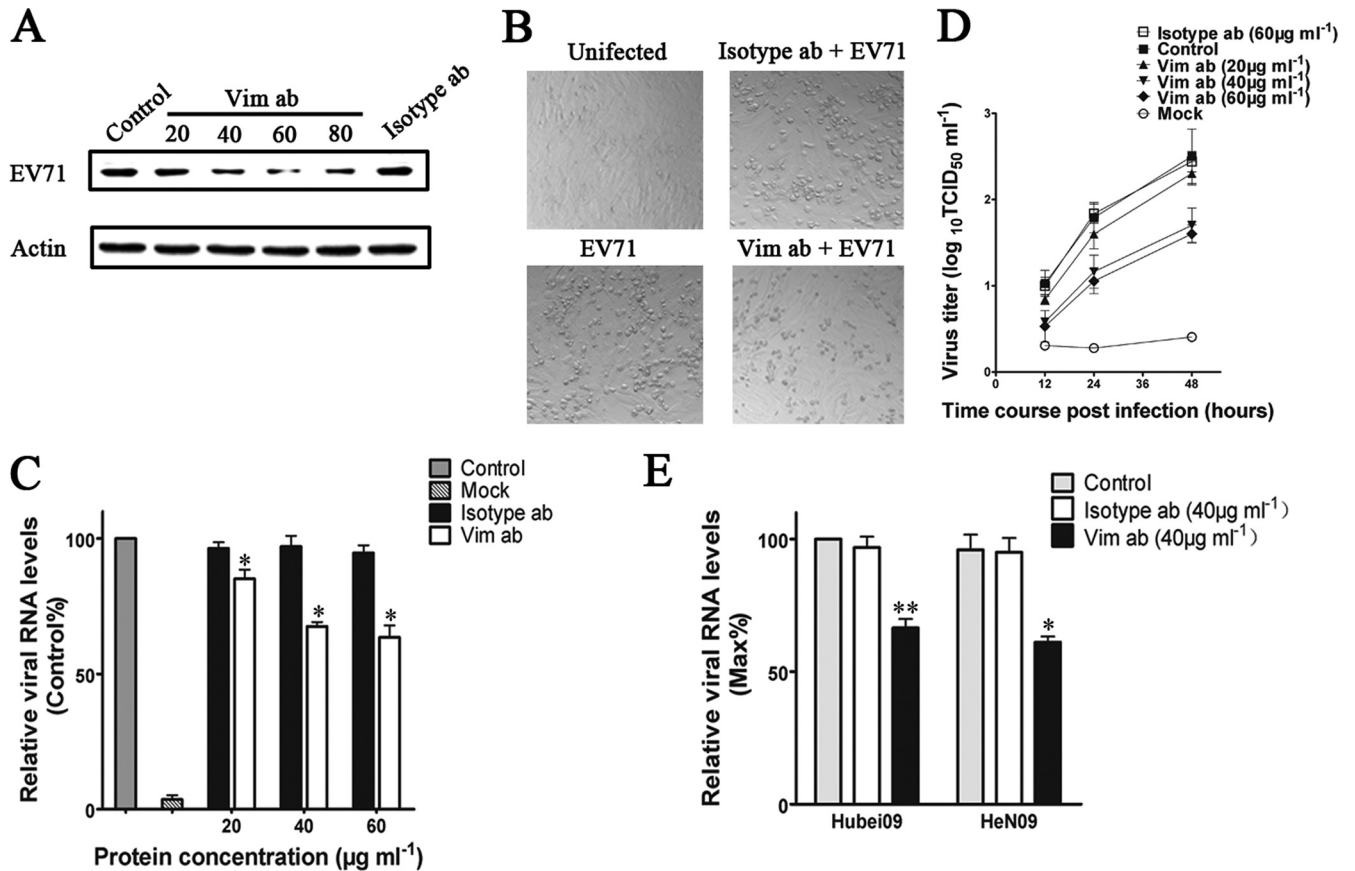 A
Control
Vim ab
Isotype ab
20 40 60 80
EV71
Actin
B
Unifected
Isotype ab + EV71
EV71
Vim ab + EV71
D
Isotype ab (60µg ml-1)
Control
Vim ab (20µg ml-1)
Vim ab (40µg ml-1)
Vim ab (60µg ml-1)
Mock
Virus titer (log 10TCID50 ml-1)
3
2
1
0
0 12 24 36 48
Time course post infection (hours)
C
Control
Mock
Isotype ab
Vim ab
Relative viral RNA levels
(Control%)
100
50
0
* * *
20 40 60
Protein concentration (µg ml-1)
E
Control
Isotype ab (40µg ml-1)
Vim ab (40µg ml-1)
Relative viral RNA levels
(Max%)
100
50
0
** *
Hubei09 HeN09